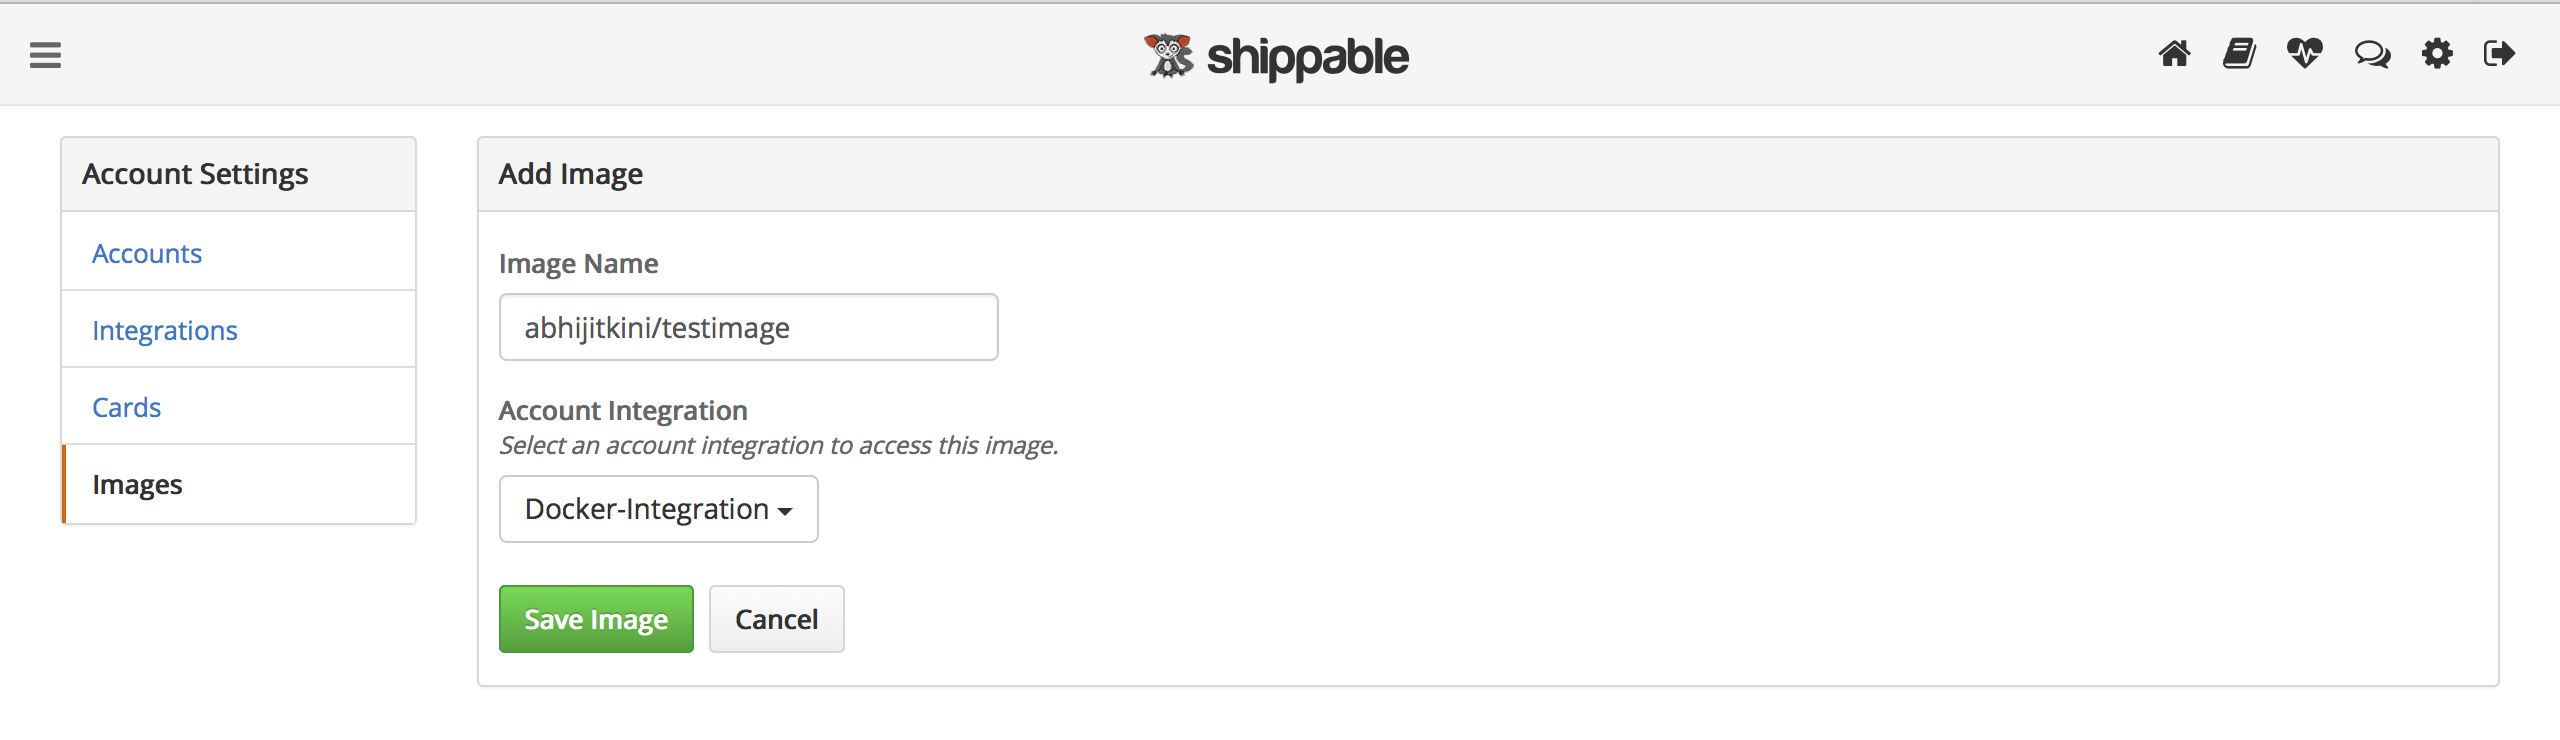 shippable
Account Settings
Accounts
Integrations
Cards
Images
Add Image
Image Name
abhijitkini/testimage
Account Integration
Select an account integration to access this image.
Docker-Integration
Save Image
Cancel